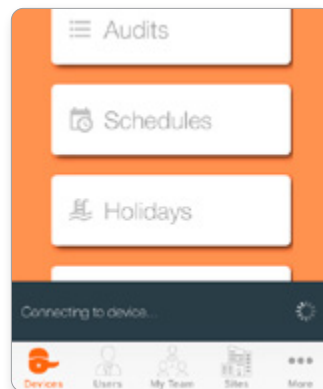 Audits
Schedules
Holidays
Connecting to device...
Devices Users My Team Sites More